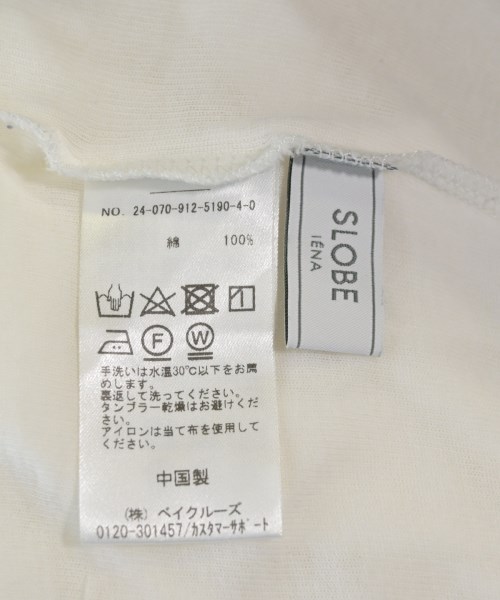 NO. 24-070-912-5190-4-0
綿 100%
F W
手洗いは水温30℃以下をお薦
めします。
裏返して洗ってください。
タンブラー乾燥はお避けくだ
さい。
アイロンは当て布を使用して
ください。
中国製
(株) ベイクルーズ
0120-301457/カスタマーサポート
SLOBE
IÉNA